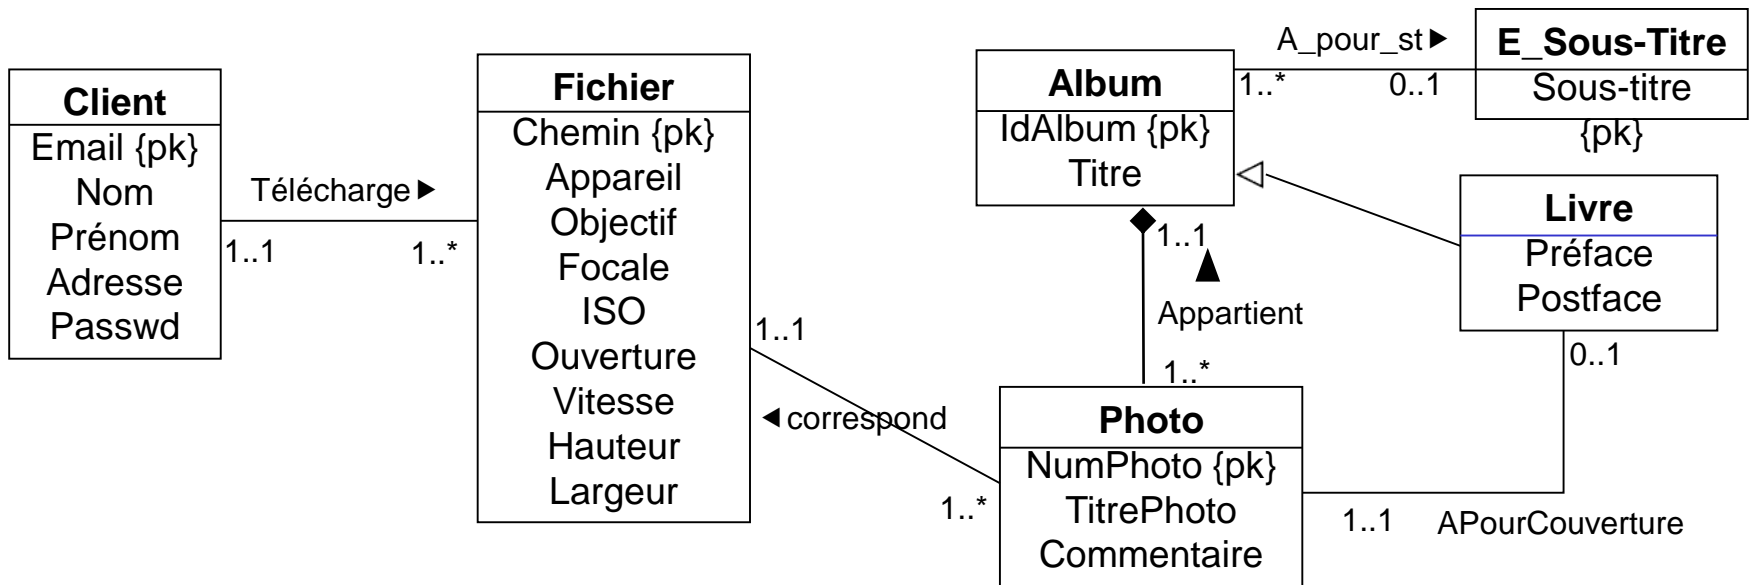 Client
Email {pk}
Nom
Prénom
Adresse
Passwd
Télécharge
1..1
1..*
Fichier
Chemin {pk}
Appareil
Objectif
Focale
ISO
Ouverture
Vitesse
Hauteur
Largeur
1..1
correspond
1..*
Album
IdAlbum {pk}
Titre
A_pour_st
1..*
0..1
E_Sous-Titre
Sous-titre
{pk}
Livre
Préface
Postface
1..1
Appartient
1..*
0..1
Photo
NumPhoto {pk}
TitrePhoto
Commentaire
1..1
APourCouverture